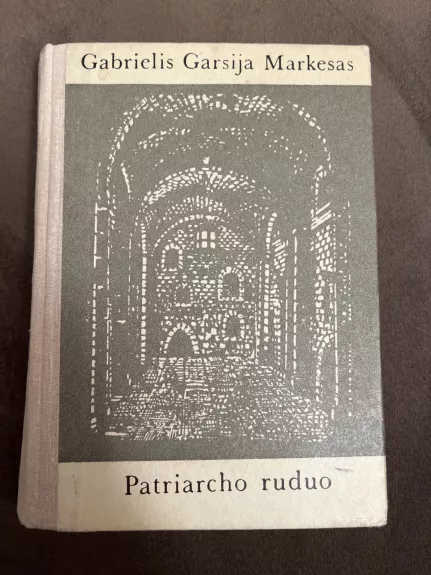 Gabrielis Garsija Markesas
Patriarcho ruduo